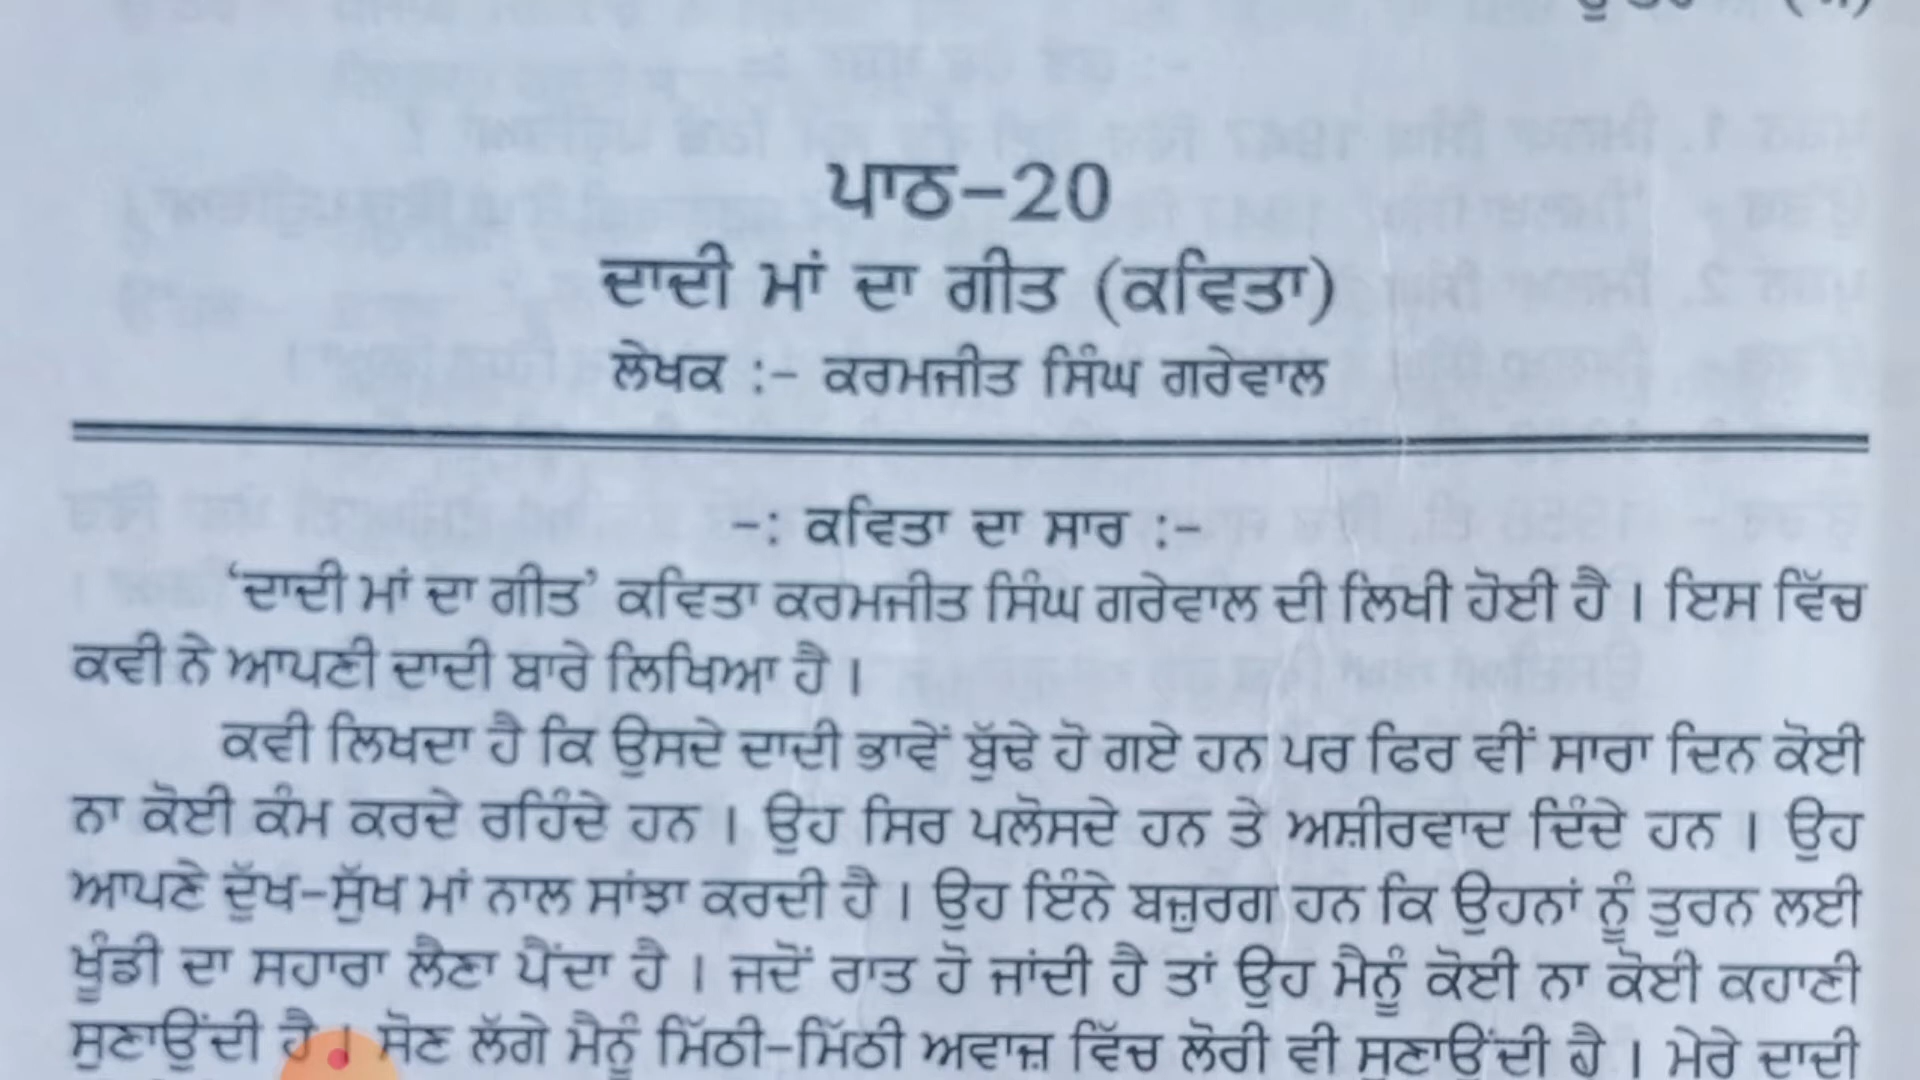 ਪਾਠ-20
ਦਾਦੀ ਮਾਂ ਦਾ ਗੀਤ (ਕਵਿਤਾ)
ਲੇਖਕ :- ਕਰਮਜੀਤ ਸਿੰਘ ਗਰੇਵਾਲ
-: ਕਵਿਤਾ ਦਾ ਸਾਰ :-
‘ਦਾਦੀ ਮਾਂ ਦਾ ਗੀਤ’ ਕਵਿਤਾ ਕਰਮਜੀਤ ਸਿੰਘ ਗਰੇਵਾਲ ਦੀ ਲਿਖੀ ਹੋਈ ਹੈ । ਇਸ ਵਿੱਚ
ਕਵੀ ਨੇ ਆਪਣੀ ਦਾਦੀ ਬਾਰੇ ਲਿਖਿਆ ਹੈ ।
ਕਵੀ ਲਿਖਦਾ ਹੈ ਕਿ ਉਸਦੇ ਦਾਦੀ ਭਾਵੇਂ ਬੁੱਢੇ ਹੋ ਗਏ ਹਨ ਪਰ ਫਿਰ ਵੀਂ ਸਾਰਾ ਦਿਨ ਕੋਈ
ਨਾ ਕੋਈ ਕੰਮ ਕਰਦੇ ਰਹਿੰਦੇ ਹਨ । ਉਹ ਸਿਰ ਪਲੋਸਦੇ ਹਨ ਤੇ ਅਸ਼ੀਰਵਾਦ ਦਿੰਦੇ ਹਨ । ਉਹ
ਆਪਣੇ ਦੁੱਖ-ਸੁੱਖ ਮਾਂ ਨਾਲ ਸਾਂਝਾ ਕਰਦੀ ਹੈ । ਉਹ ਇੰਨੇ ਬਜ਼ੁਰਗ ਹਨ ਕਿ ਉਹਨਾਂ ਨੂੰ ਤੁਰਨ ਲਈ
ਖੂੰਡੀ ਦਾ ਸਹਾਰਾ ਲੈਣਾ ਪੈਂਦਾ ਹੈ । ਜਦੋਂ ਰਾਤ ਹੋ ਜਾਂਦੀ ਹੈ ਤਾਂ ਉਹ ਮੈਨੂੰ ਕੋਈ ਨਾ ਕੋਈ ਕਹਾਣੀ
ਸੁਣਾਉਂਦੀ ਹੈ । ਸੋਣ ਲੱਗੇ ਮੈਨੂੰ ਮਿੱਠੀ-ਮਿੱਠੀ ਅਵਾਜ਼ ਵਿੱਚ ਲੋਰੀ ਵੀ ਸੁਣਾਉਂਦੀ ਹੈ । ਮੇਰੇ ਦਾਦੀ